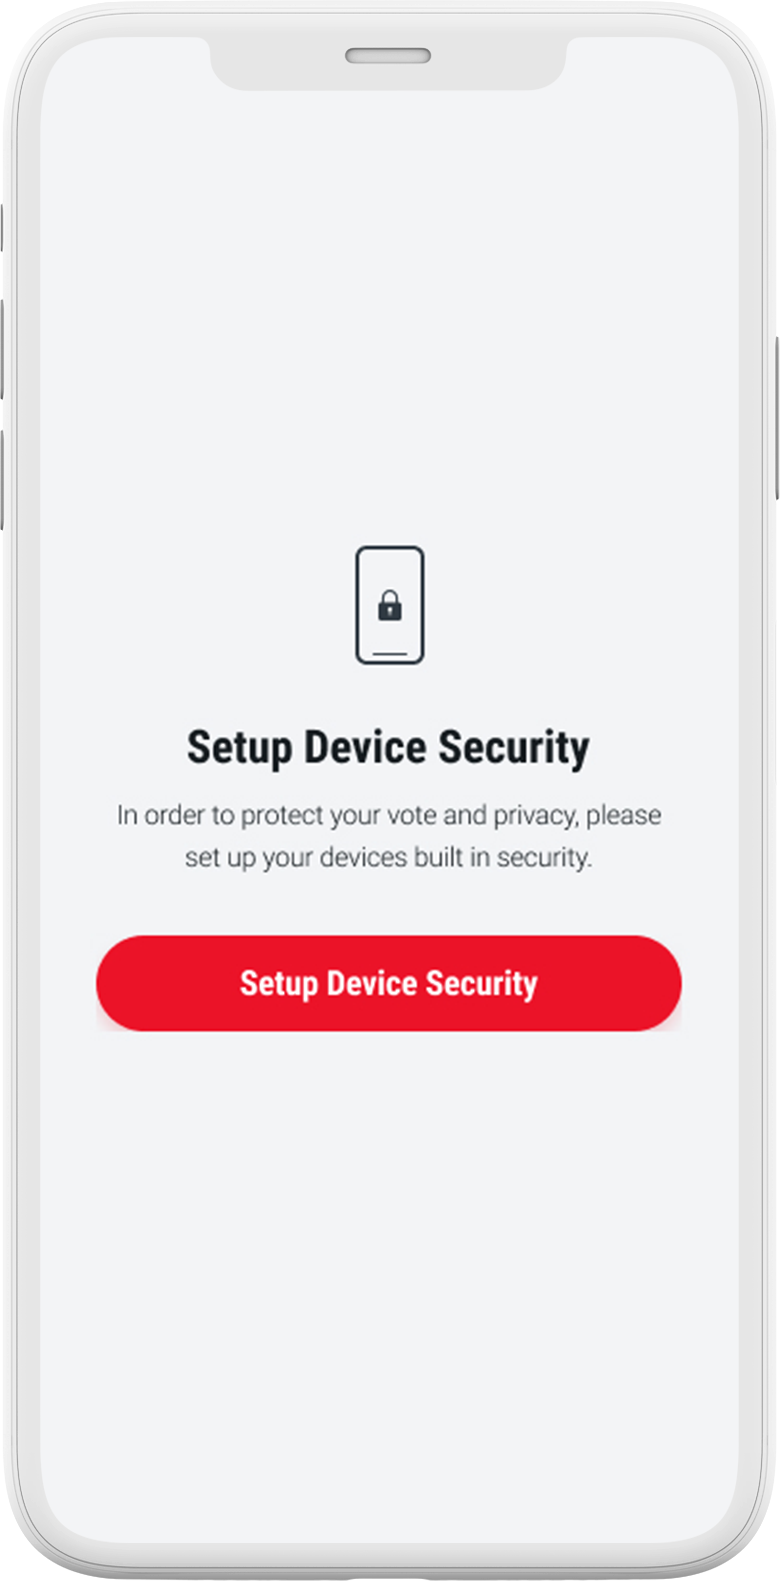 Setup Device Security
In order to protect your vote and privacy, please
set up your devices built in security.
Setup Device Security